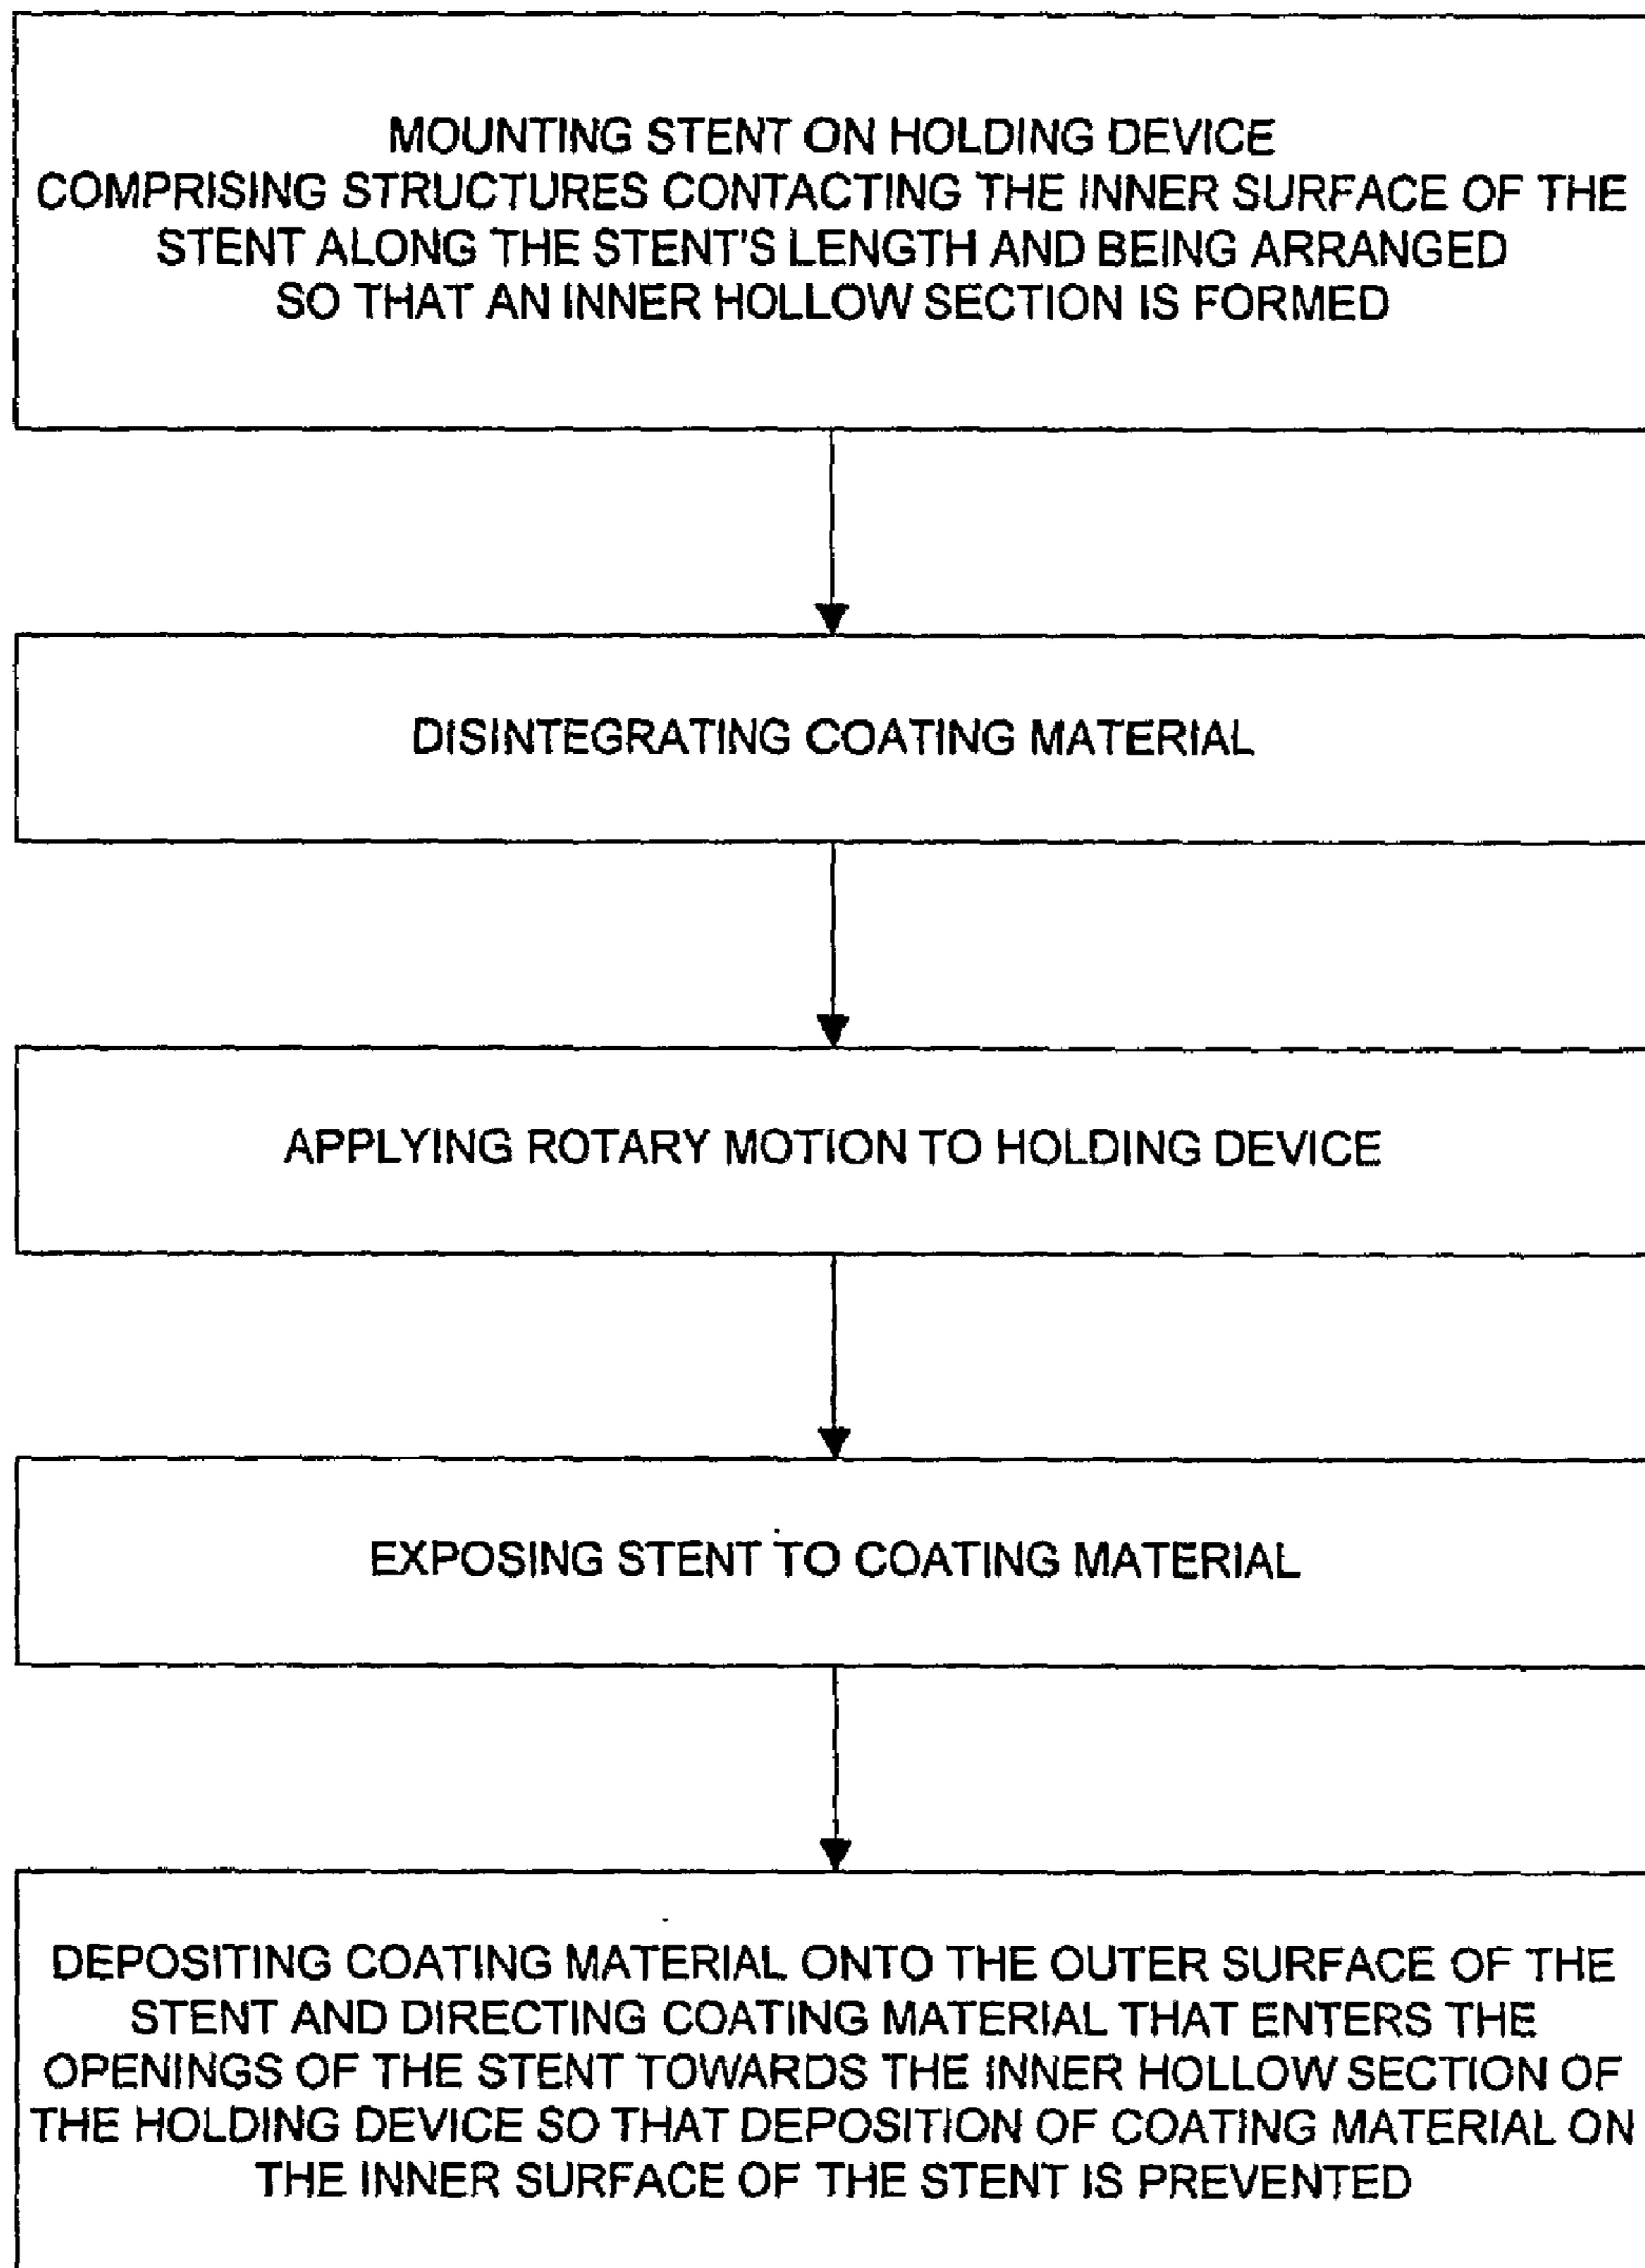 MOUNTING STENT ON HOLDING DEVICE
COMPRISING STRUCTURES CONTACTING THE INNER SURFACE OF THE
STENT ALONG THE STENT'S LENGTH AND BEING ARRANGED
SO THAT AN INNER HOLLOW SECTION IS FORMED
DISINTEGRATING COATING MATERIAL
APPLYING ROTARY MOTION TO HOLDING DEVICE
EXPOSING STENT TO COATING MATERIAL
DEPOSITING COATING MATERIAL ONTO THE OUTER SURFACE OF THE
STENT AND DIRECTING COATING MATERIAL THAT ENTERS THE
OPENINGS OF THE STENT TOWARDS THE INNER HOLLOW SECTION OF
THE HOLDING DEVICE SO THAT DEPOSITION OF COATING MATERIAL ON
THE INNER SURFACE OF THE STENT IS PREVENTED